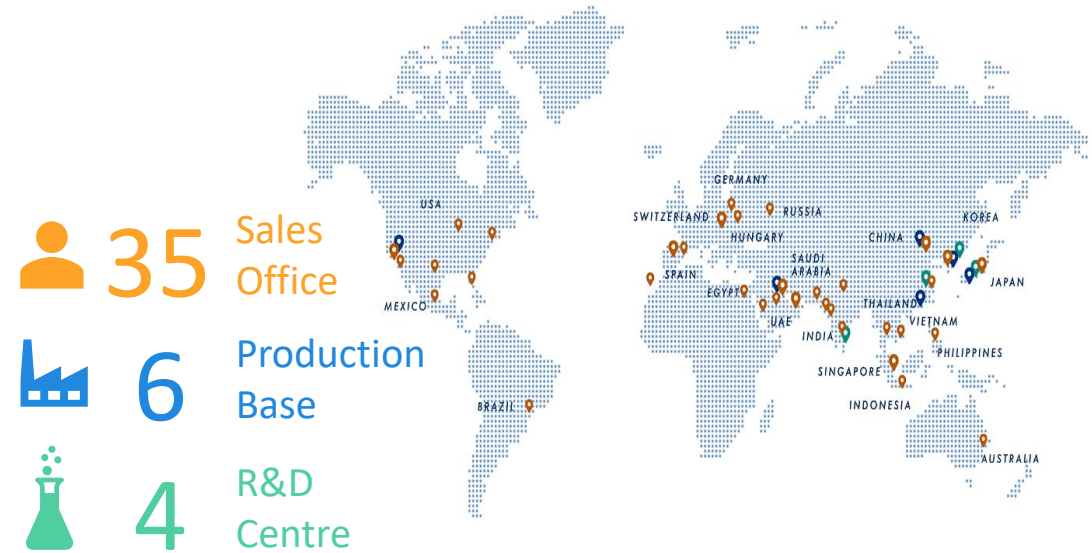 35
Sales
Office
6
Production
Base
4
R&D
Centre
USA
MEXICO
BRAZIL
GERMANY
SWITZERLAND
RUSSIA
HUNGARY
SPAIN
SAUDI
ARABIA
EGYPT
UAE
INDIA
KOREA
CHINA
JAPAN
THAILAND
VIETNAM
PHILIPPINES
SINGAPORE
INDONESIA
AUSTRALIA